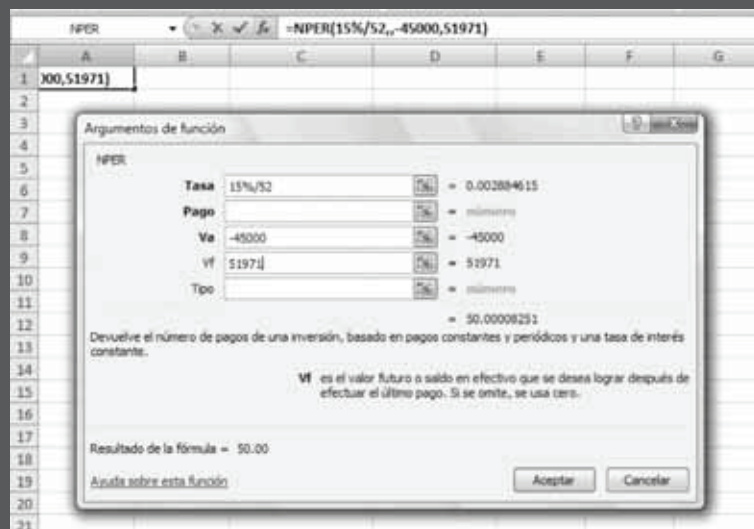 NPER =NPER(15%/52,,-45000,51971)
A B C D E F G
1 000,51971)
2
3
4
5
6
7
8
9
10
11
12
13
14
15
16
17
18
19
20
21
Argumentos de función
NPER
Tasa 15%/52 = 0.002884615
Pago = número
Va -45000 = -45000
Vf 51971 = 51971
Tipo = número
= 50.00008251
Devuelve el número de pagos de una inversión, basado en pagos constantes y periódicos y una tasa de interés
constante.
Vf es el valor futuro o saldo en efectivo que se desea lograr después de
efectuar el último pago. Si se omite, se usa cero.
Resultado de la fórmula = 50.00
Ayuda sobre esta función Aceptar Cancelar